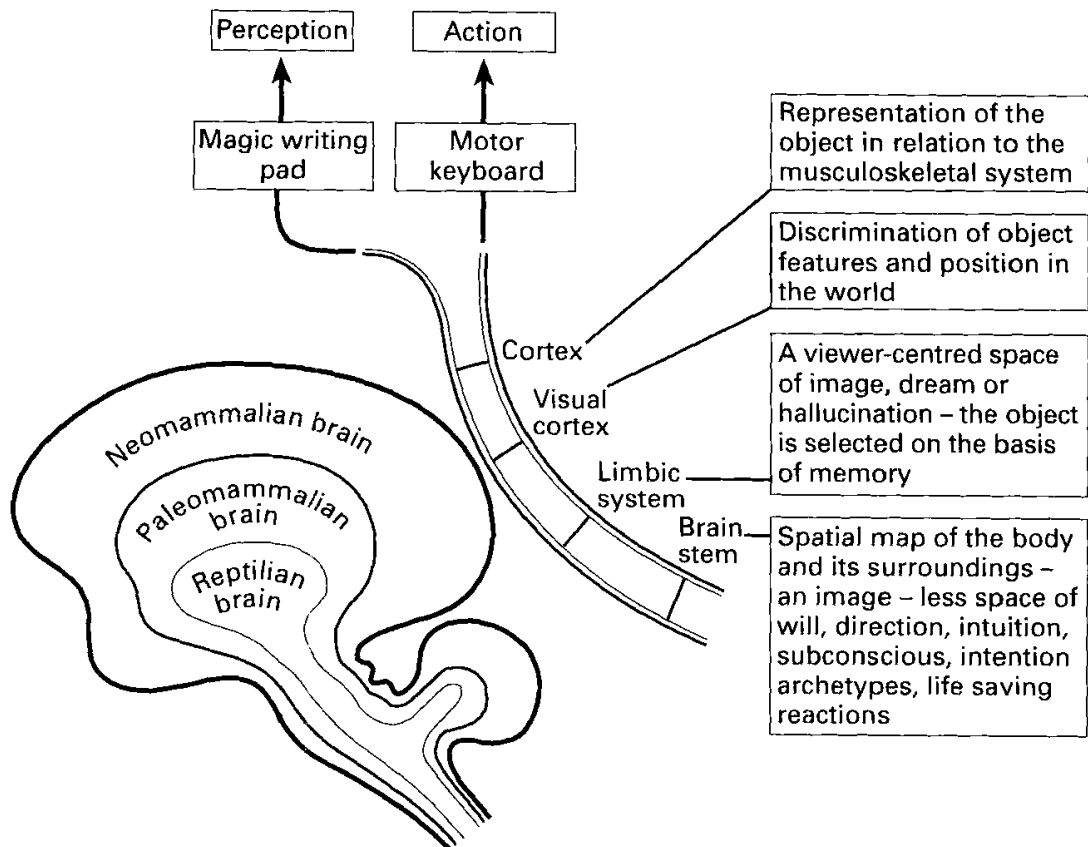 Perception
Action
Magic writing
pad
Motor
keyboard
Representation of the
object in relation to the
musculoskeletal system
Discrimination of object
features and position in
the world
A viewer-centred space
of image, dream or
hallucination – the object
is selected on the basis
of memory
Spatial map of the body
and its surroundings –
an image – less space of
will, direction, intuition,
subconscious, intention
archetypes, life saving
reactions
Cortex
Visual
cortex
Limbic
system
Brain
stem
Neomammalian brain
Paleomammalian
brain
Reptilian
brain